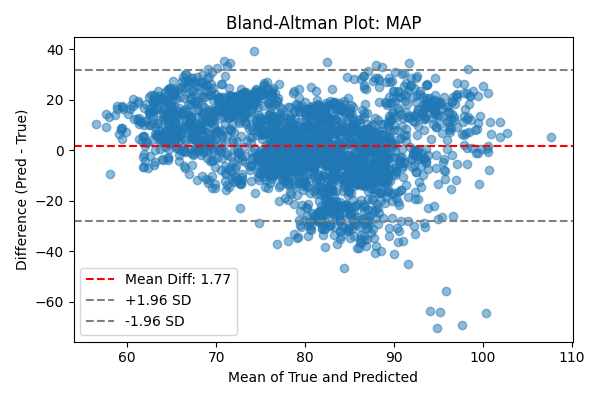 Bland-Altman Plot: MAP
Difference (Pred - True)
40
20
0
−20
−40
−60
Mean Diff: 1.77
+1.96 SD
-1.96 SD
60
70
80
90
100
110
Mean of True and Predicted